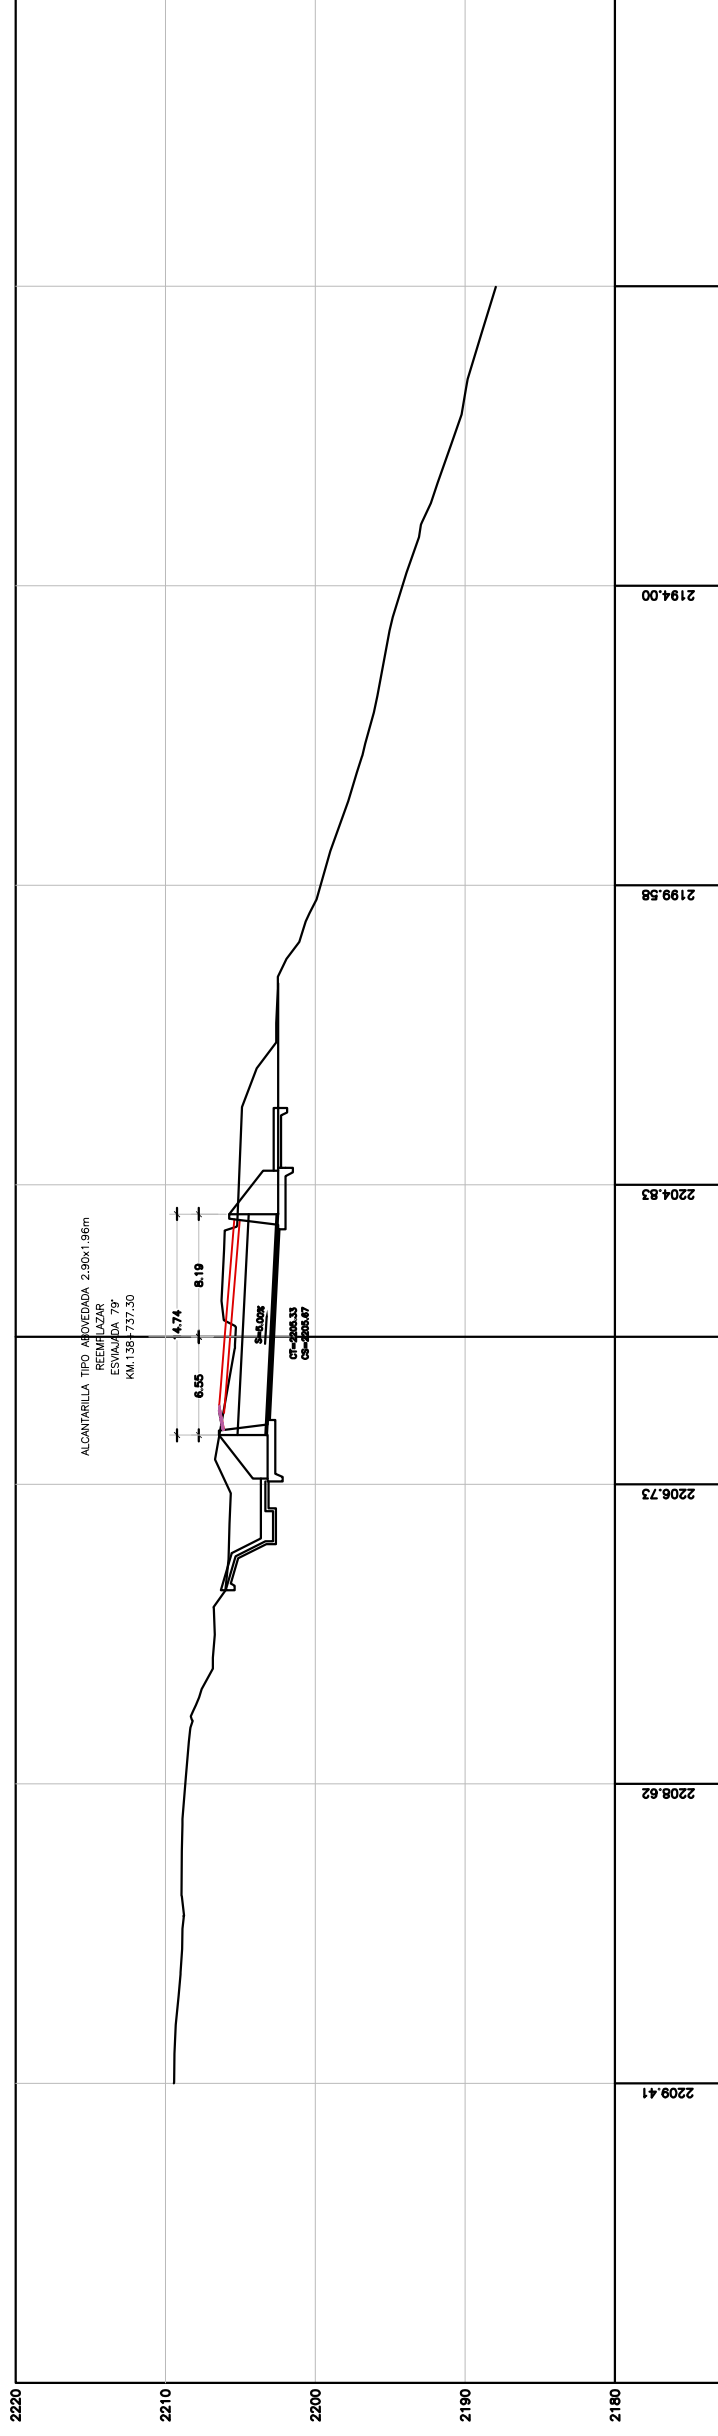 ALCANTARILLA TIPO ABOVEDADA 2.90x1.96m
REEMPLAZAR
ESVIAJADA 79°
KM.138+737.30
14.74
6.55
8.19
S=5.00%
CT=2205.33
CS=2205.67
2220
2210
2200
2190
2180
2209.41
2208.62
2206.73
2204.83
2199.58
2194.00